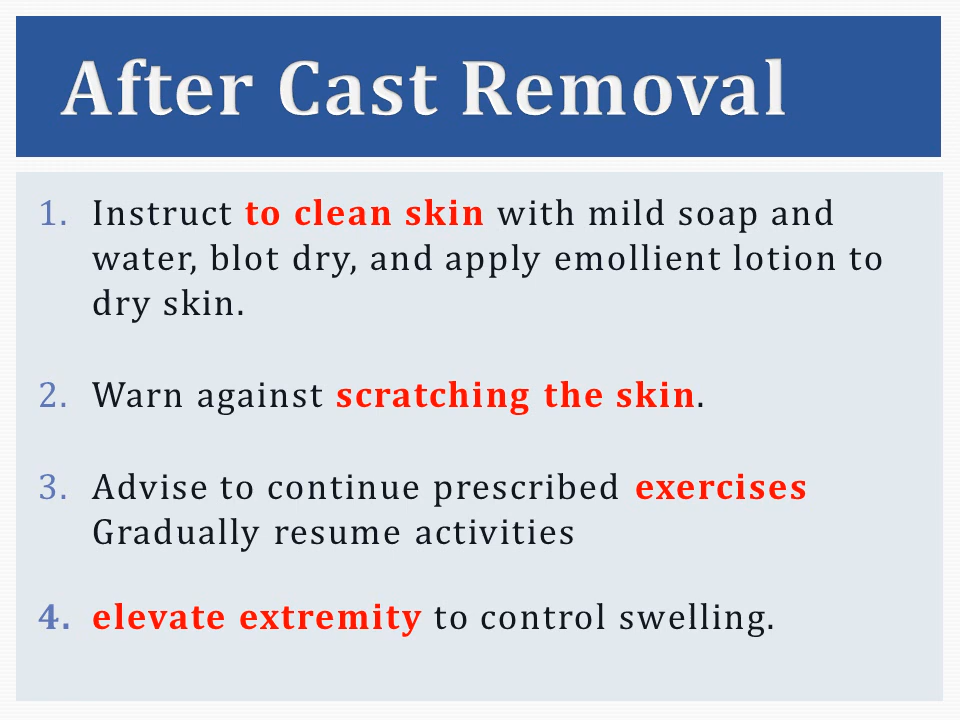 After Cast Removal
1. Instruct to clean skin with mild soap and
water, blot dry, and apply emollient lotion to
dry skin.
2. Warn against scratching the skin.
3. Advise to continue prescribed exercises
Gradually resume activities
4. elevate extremity to control swelling.